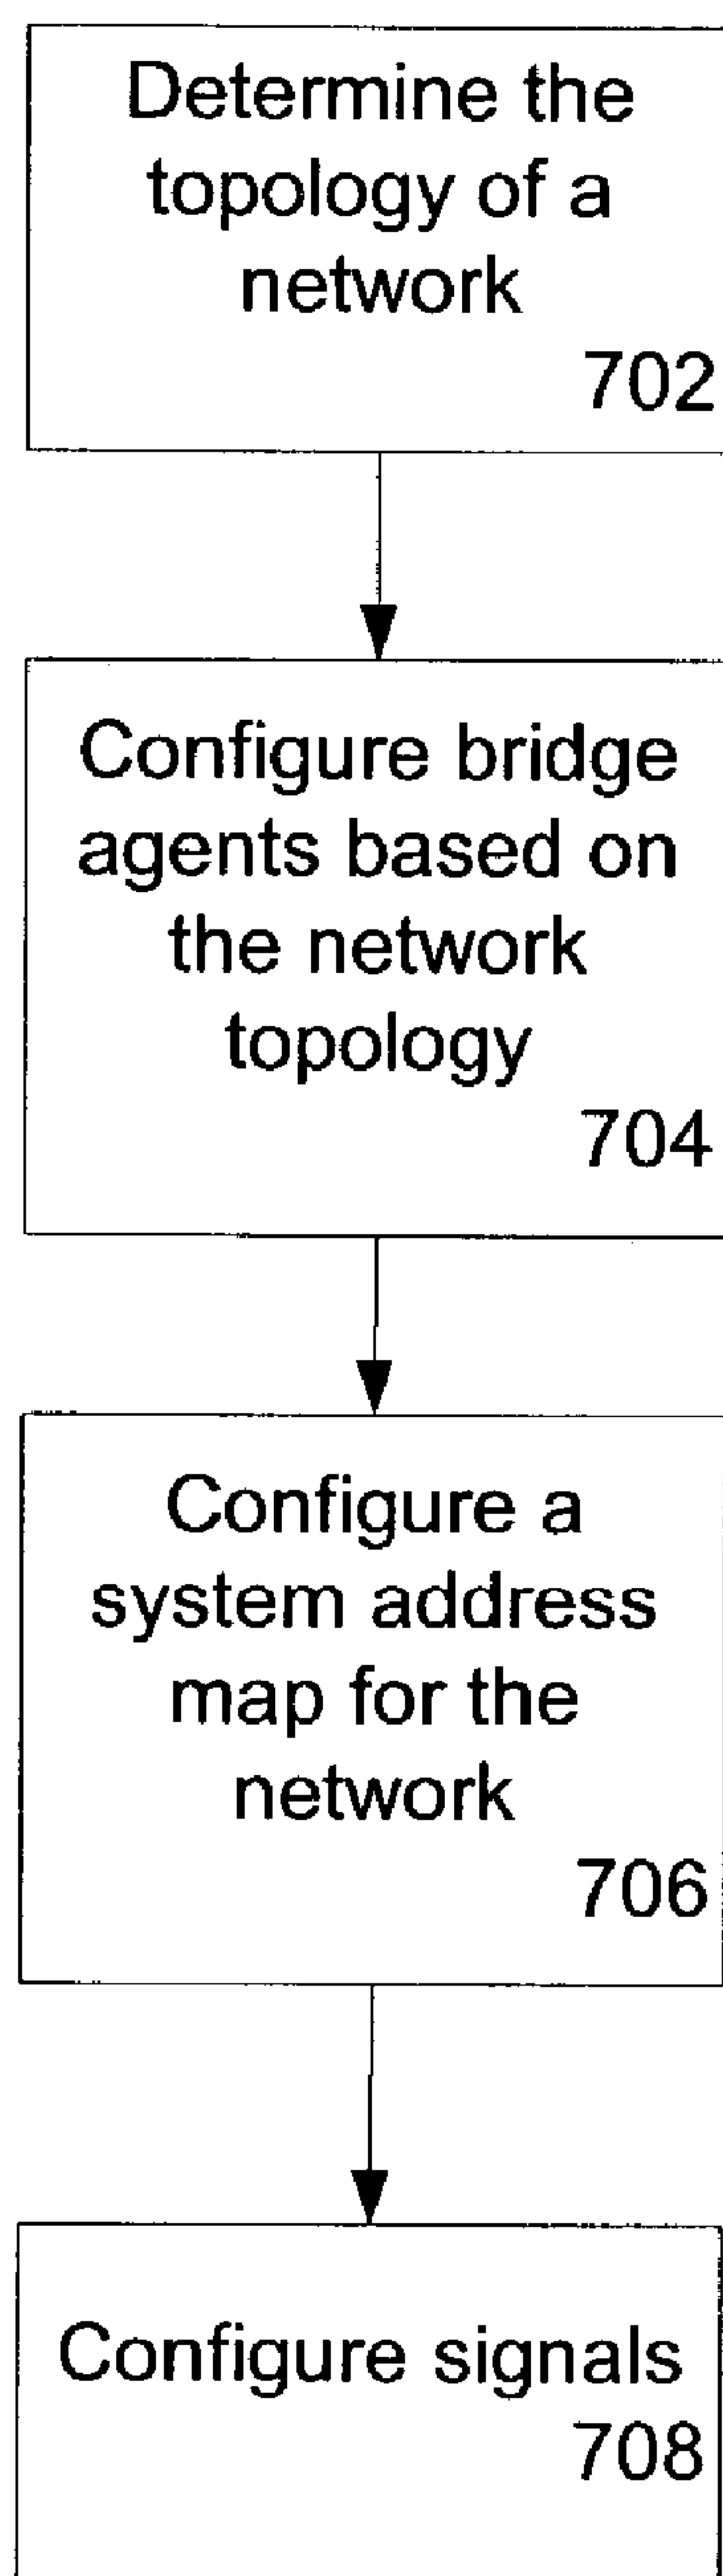 Determine the
topology of a
network
702
Configure bridge
agents based on
the network
topology
704
Configure a
system address
map for the
network
706
Configure signals
708